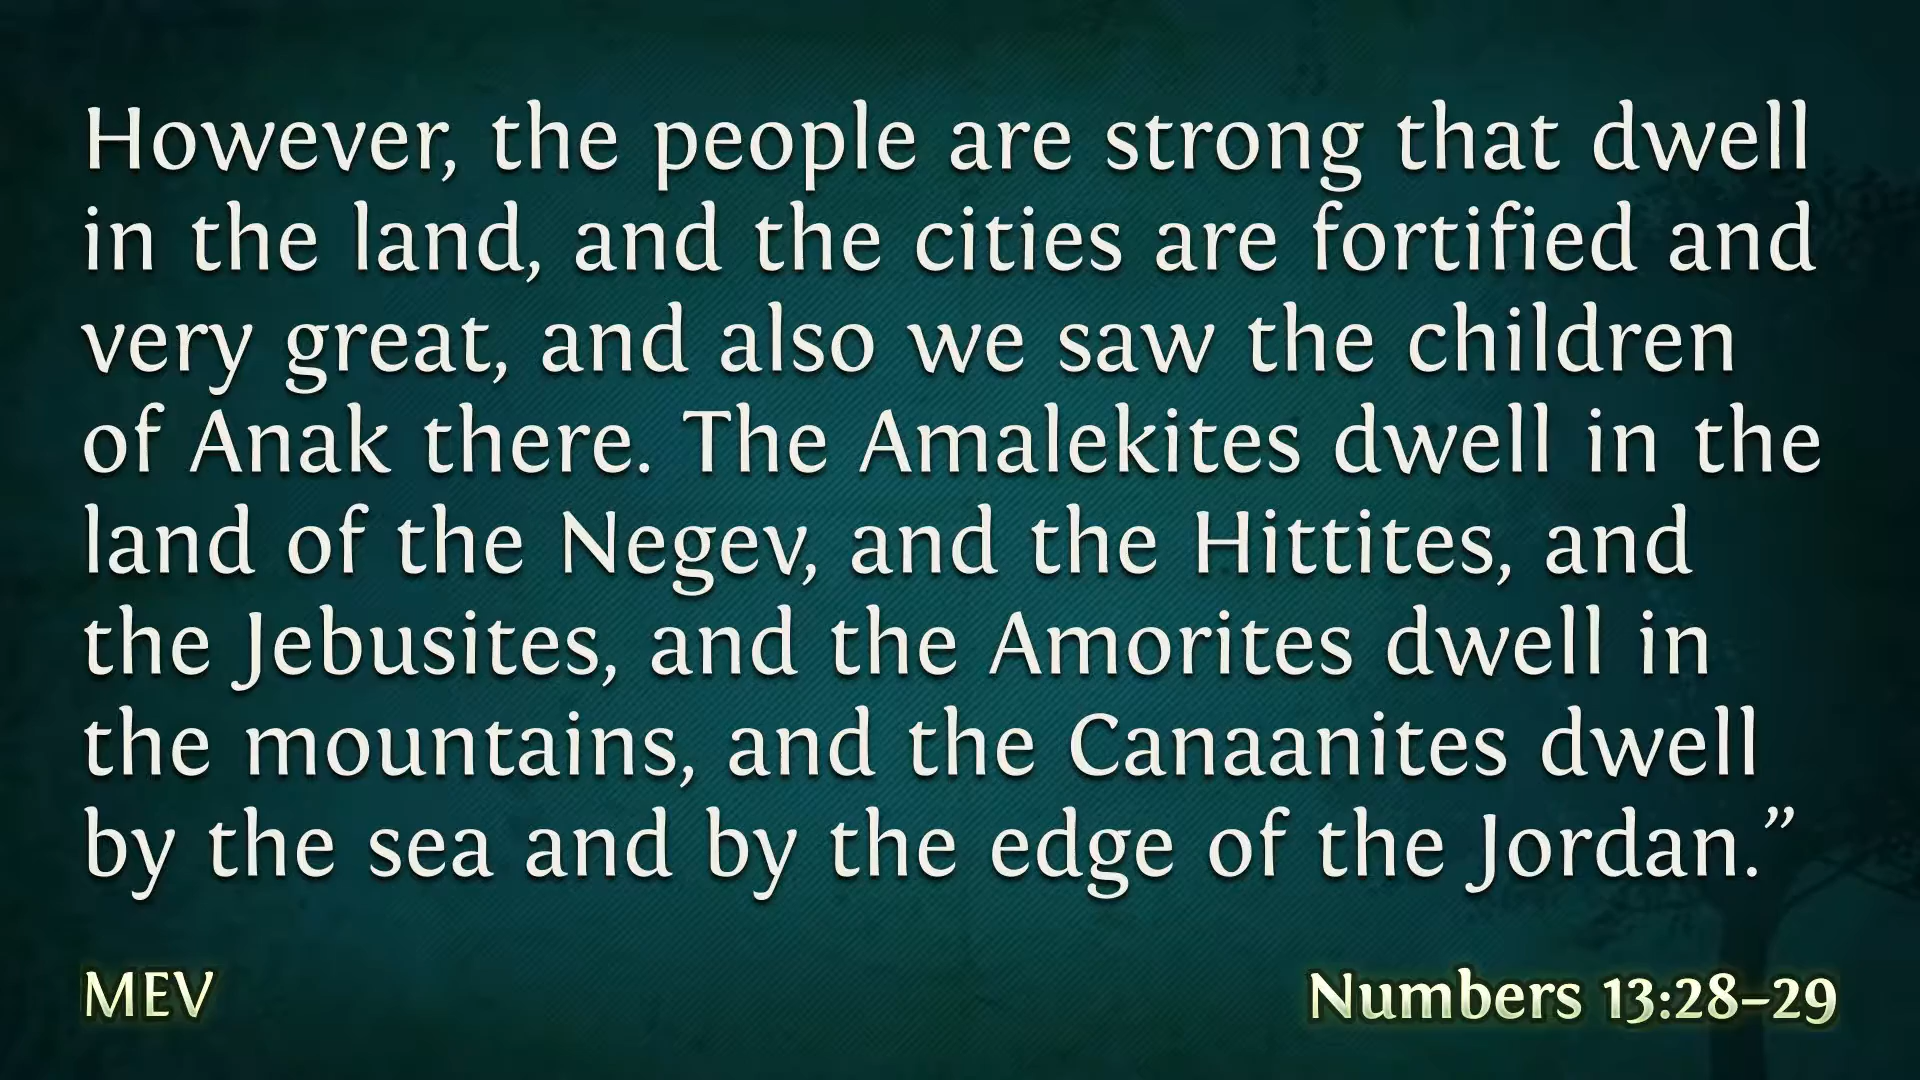 However, the people are strong that dwell
in the land, and the cities are fortified and
very great, and also we saw the children
of Anak there. The Amalekites dwell in the
land of the Negev, and the Hittites, and
the Jebusites, and the Amorites dwell in
the mountains, and the Canaanites dwell
by the sea and by the edge of the Jordan.”
MEV
Numbers 13:28–29